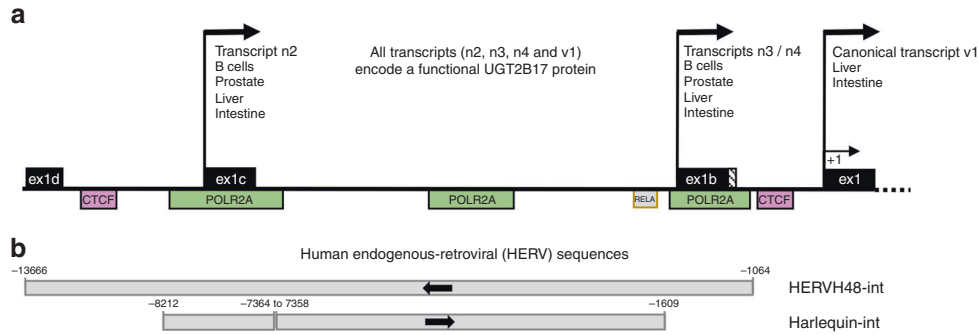 a
Transcript n2
B cells
Prostate
Liver
Intestine
All transcripts (n2, n3, n4 and v1)
encode a functional UGT2B17 protein
Transcripts n3 / n4
B cells
Prostate
Liver
Intestine
Canonical transcript v1
Liver
Intestine
+1
ex1d
ex1c
ex1b
ex1
CTCF
POLR2A
POLR2A
RELA
POLR2A
CTCF
b
Human endogenous-retroviral (HERV) sequences
−13666
−1064
HERVH48-int
−8212
−7364 to 7358
−1609
Harlequin-int